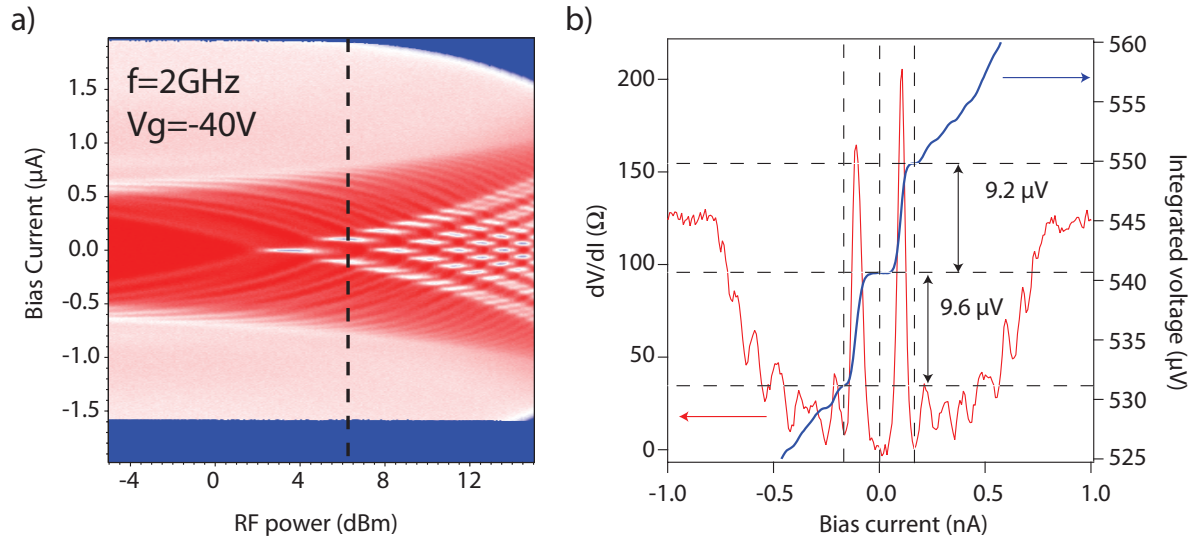 a)
f=2GHz
Vg=-40V
Bias Current (μA)
1.5
1.0
0.5
0.0
-0.5
-1.0
-1.5
-4
0
4
8
12
RF power (dBm)
b)
dV/dI (Ω)
200
150
100
50
0
-1.0
-0.5
0.0
0.5
1.0
Bias current (nA)
9.2 μV
9.6 μV
560
555
550
545
540
535
530
525
Integrated voltage (μV)